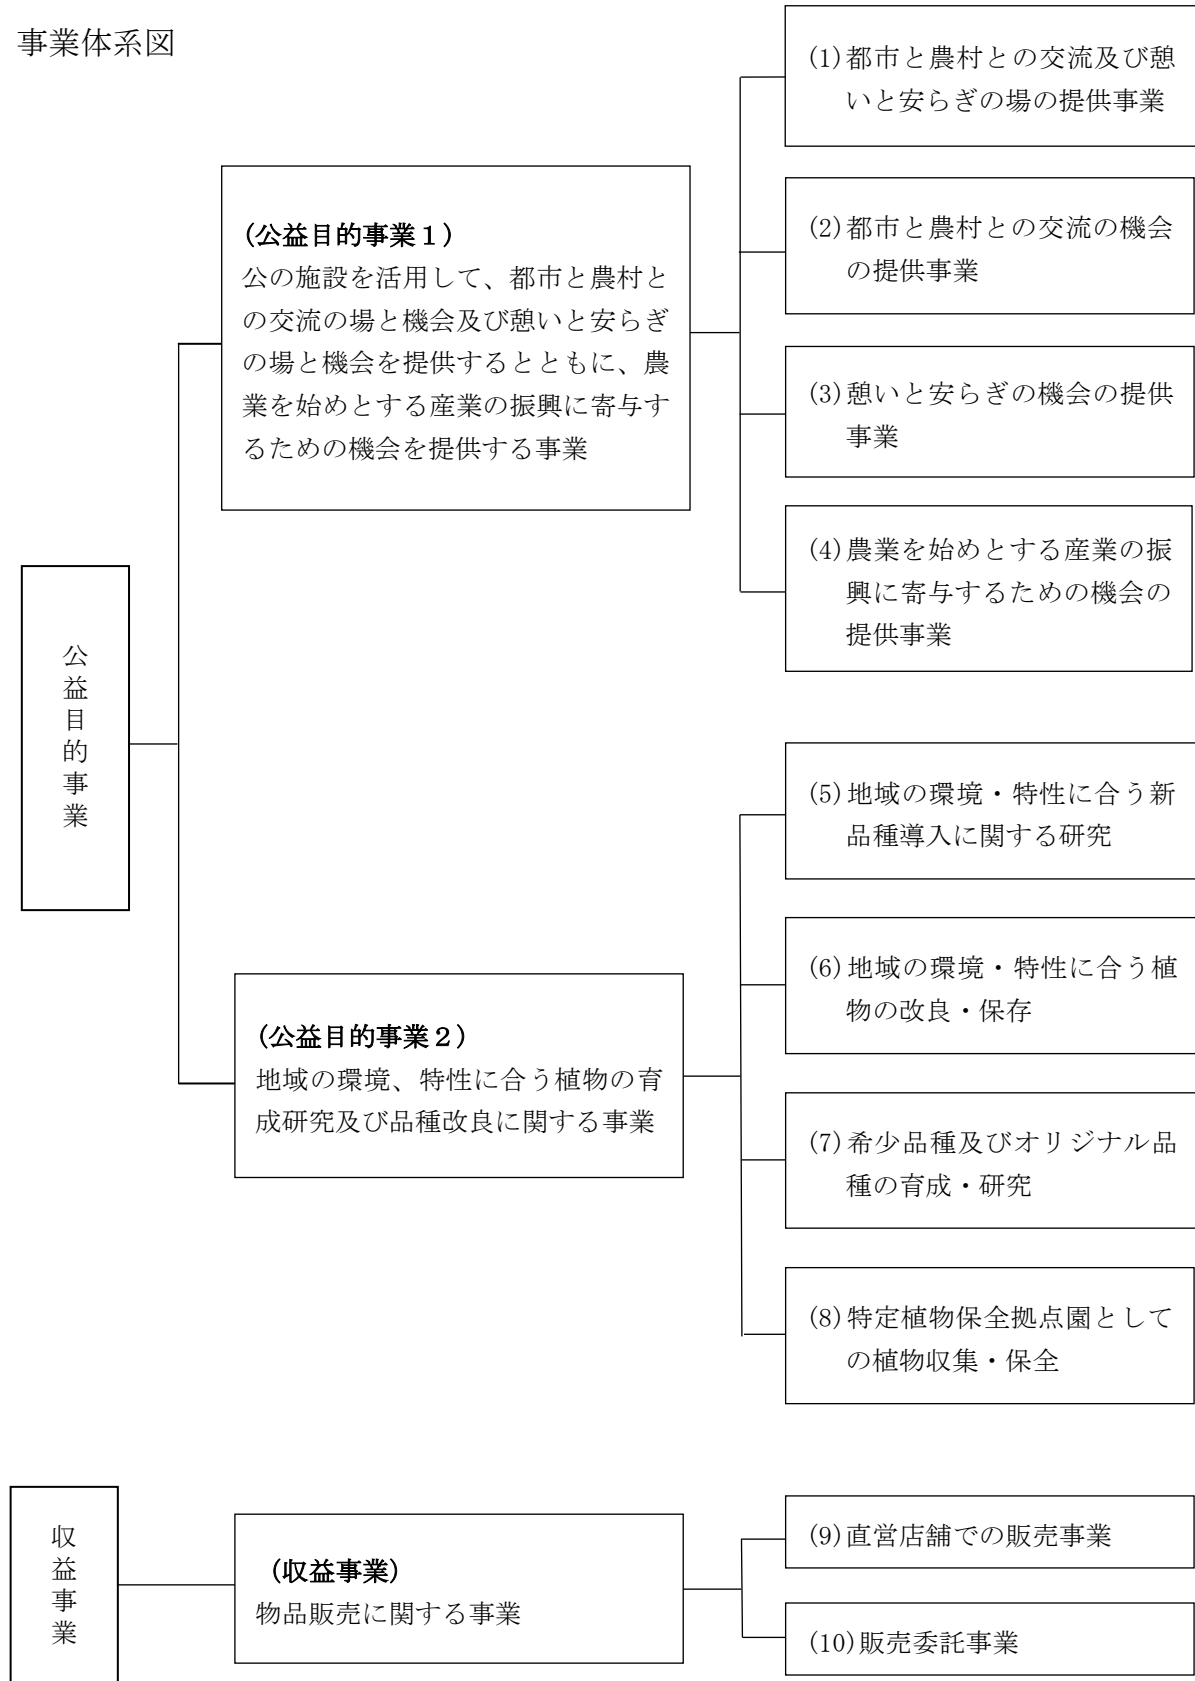 事業体系図
公益目的事業
(公益目的事業１)
公の施設を活用して、都市と農村と
の交流の場と機会及び憩いと安らぎ
の場と機会を提供するとともに、農
業を始めとする産業の振興に寄与す
るための機会を提供する事業
(1)都市と農村との交流及び憩
いと安らぎの場の提供事業
(2)都市と農村との交流の機会
の提供事業
(3)憩いと安らぎの機会の提供
事業
(4)農業を始めとする産業の振
興に寄与するための機会の
提供事業
(公益目的事業２)
地域の環境、特性に合う植物の育
成研究及び品種改良に関する事業
(5)地域の環境・特性に合う新
品種導入に関する研究
(6)地域の環境・特性に合う植
物の改良・保存
(7)希少品種及びオリジナル品
種の育成・研究
(8)特定植物保全拠点園として
の植物収集・保全
収益事業
(収益事業)
物品販売に関する事業
(9)直営店舗での販売事業
(10)販売委託事業